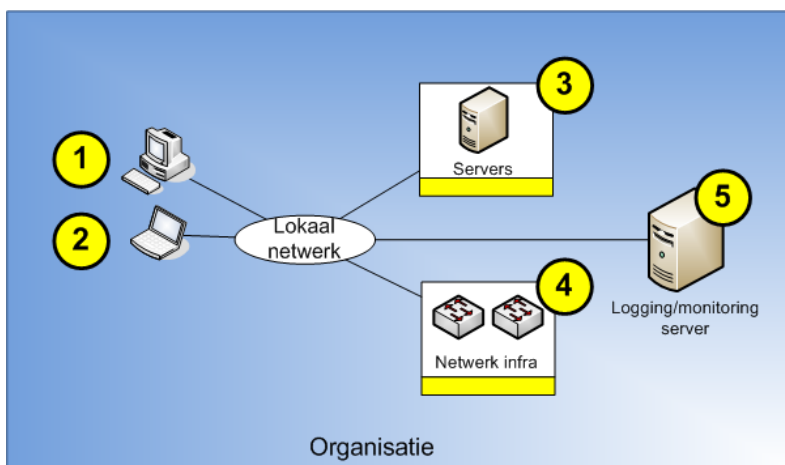 1
2
Lokaal
netwerk
3
Servers
4
Netwerk infra
5
Logging/monitoring
server
Organisatie